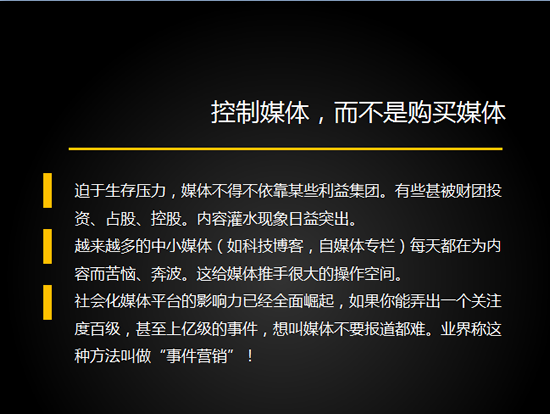 控制媒体，而不是购买媒体
迫于生存压力，媒体不得不依靠某些利益集团。有些甚被财团投
资、占股、控股。内容灌水现象日益突出。
越来越多的中小媒体（如科技博客，自媒体专栏）每天都在为内
容而苦恼、奔波。这给媒体推手很大的操作空间。
社会化媒体平台的影响力已经全面崛起，如果你能弄出一个关注
度百级，甚至上亿级的事件，想叫媒体不要报道都难。业界称这
种方法叫做“事件营销”！